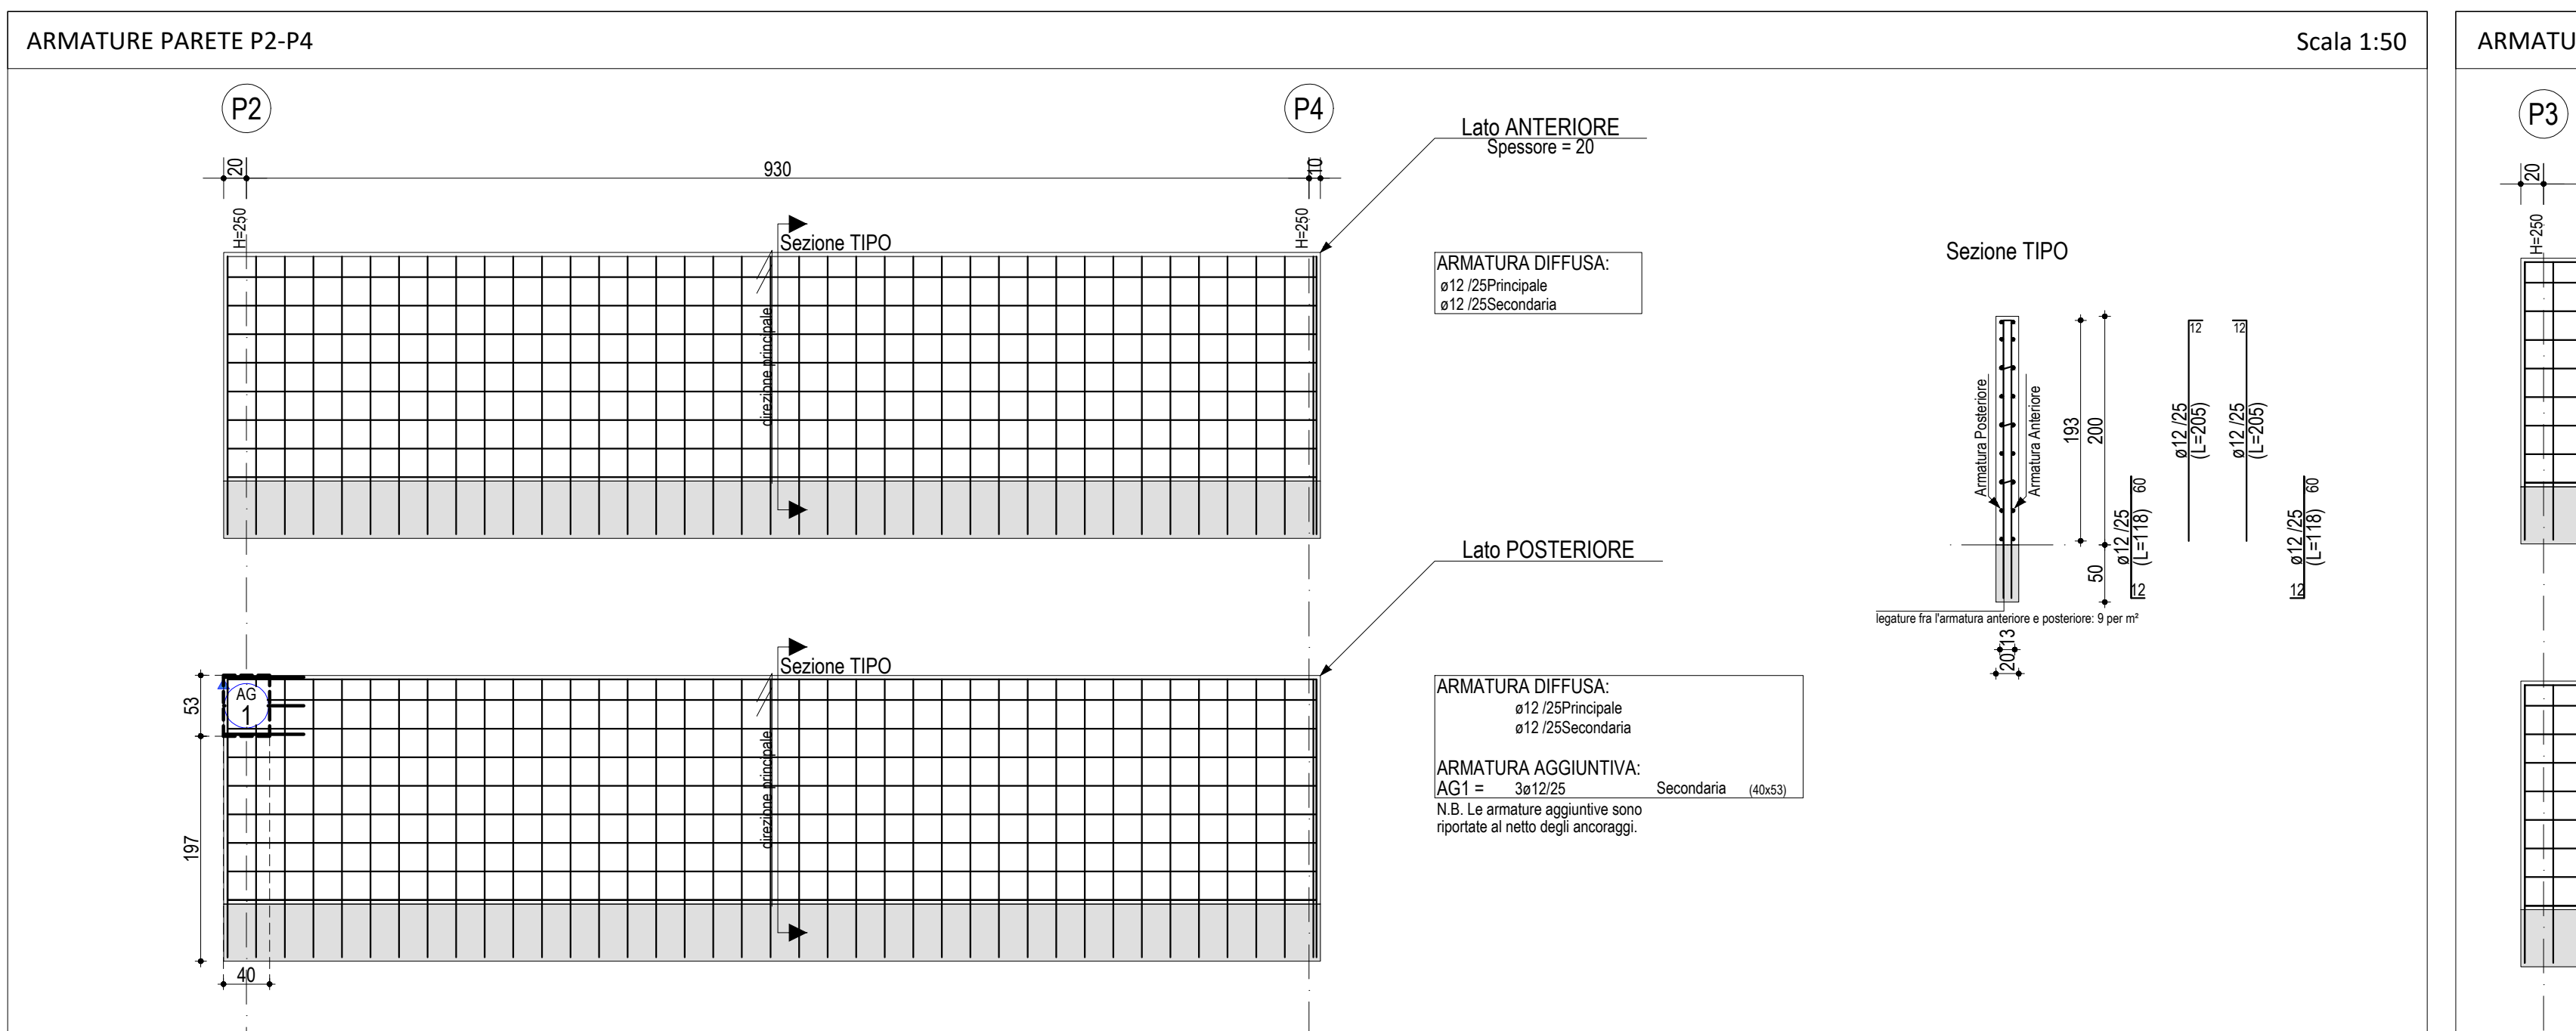 ARMATURE PARETE P2-P4
Scala 1:50
ARMATU
P2
P4
P3
Lato ANTERIORE
Spessore = 20
20
930
10
20
H=250
H=250
H=250
Sezione TIPO
direzione principale
ARMATURA DIFFUSA:
ø12 /25Principale
ø12 /25Secondaria
Sezione TIPO
Armatura Posteriore
Armatura Anteriore
193
200
50
12
12
ø12 /25
(L=205)
ø12 /25
(L=205)
60
ø12 /25
(L=118)
12
60
ø12 /25
(L=118)
12
legature fra l'armatura anteriore e posteriore: 9 per m²
13
20
Lato POSTERIORE
Sezione TIPO
direzione principale
AG
1
53
197
40
ARMATURA DIFFUSA:
ø12 /25Principale
ø12 /25Secondaria
ARMATURA AGGIUNTIVA:
AG1 = 3ø12/25 Secondaria (40x53)
N.B. Le armature aggiuntive sono
riportate al netto degli ancoraggi.